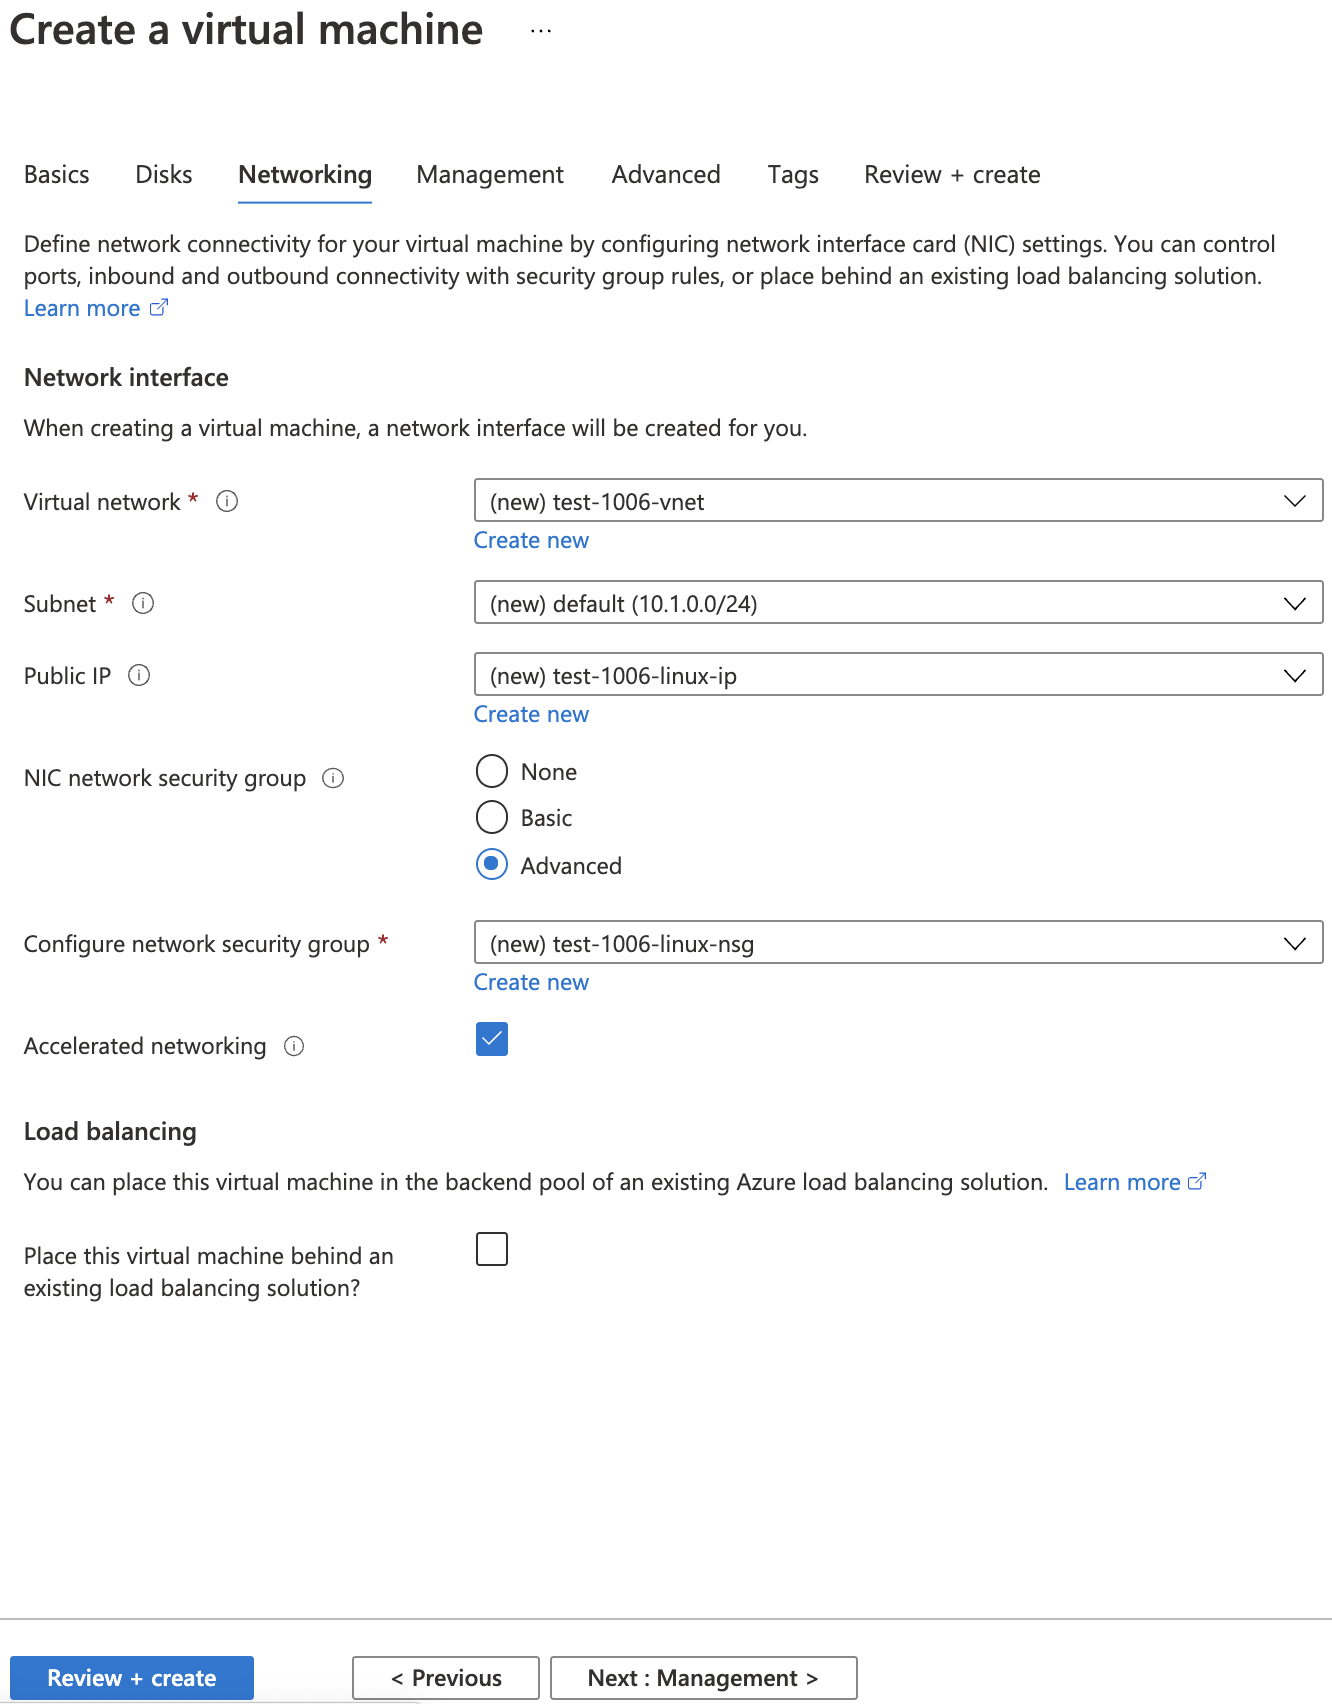 Create a virtual machine ...
Basics Disks Networking Management Advanced Tags Review + create
Define network connectivity for your virtual machine by configuring network interface card (NIC) settings. You can control
ports, inbound and outbound connectivity with security group rules, or place behind an existing load balancing solution.
Learn more
Network interface
When creating a virtual machine, a network interface will be created for you.
Virtual network * (new) test-1006-vnet
Create new
Subnet * (new) default (10.1.0.0/24)
Public IP (new) test-1006-linux-ip
Create new
NIC network security group None
Basic
Advanced
Configure network security group * (new) test-1006-linux-nsg
Create new
Accelerated networking
Load balancing
You can place this virtual machine in the backend pool of an existing Azure load balancing solution. Learn more
Place this virtual machine behind an
existing load balancing solution?
Review + create < Previous Next : Management >